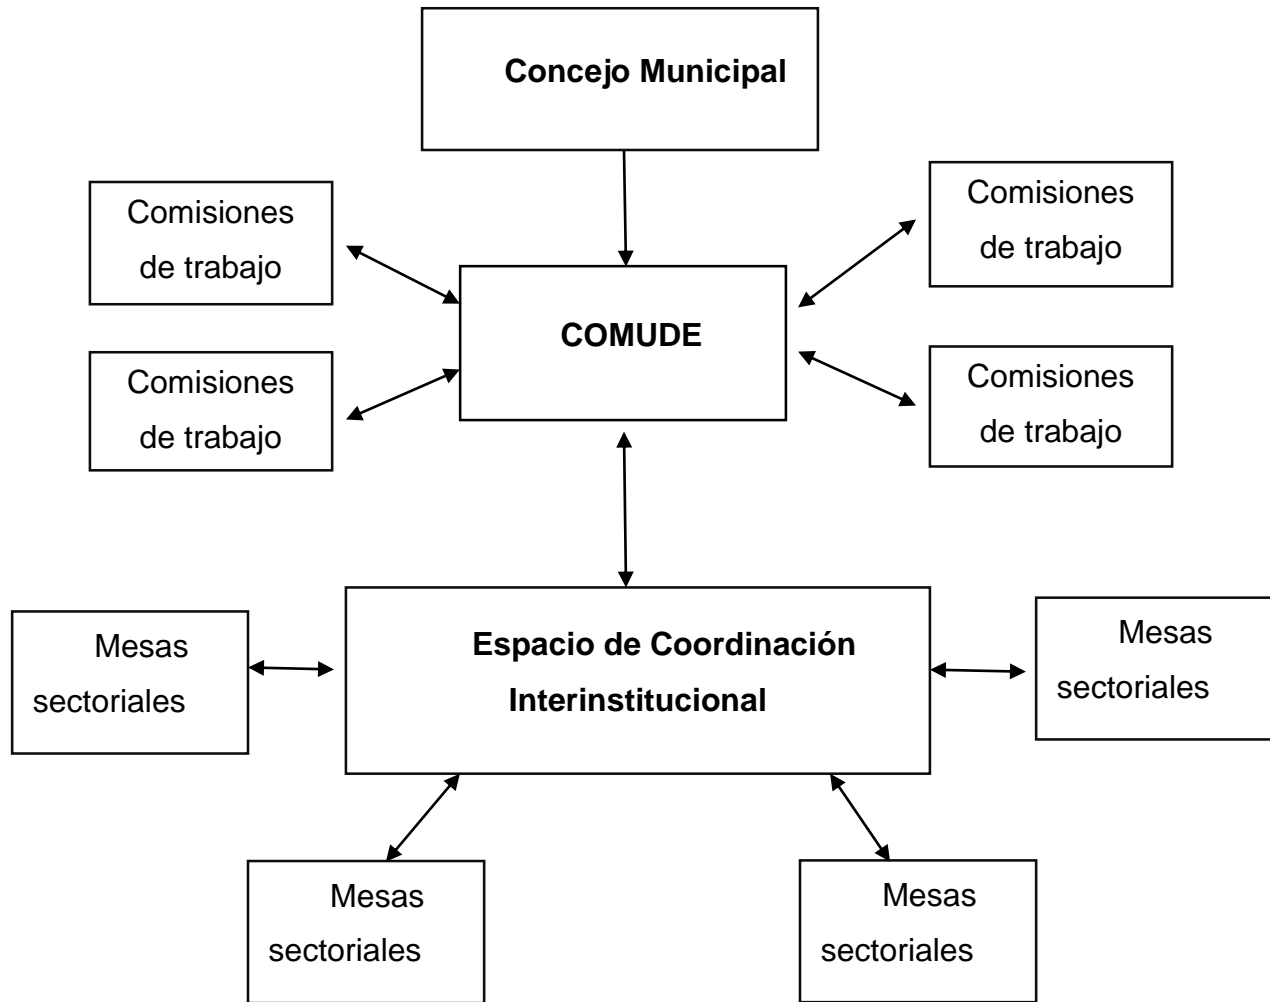 Concejo Municipal
Comisiones
de trabajo
Comisiones
de trabajo
COMUDE
Comisiones
de trabajo
Comisiones
de trabajo
Espacio de Coordinación
Interinstitucional
Mesas
sectoriales
Mesas
sectoriales
Mesas
sectoriales
Mesas
sectoriales